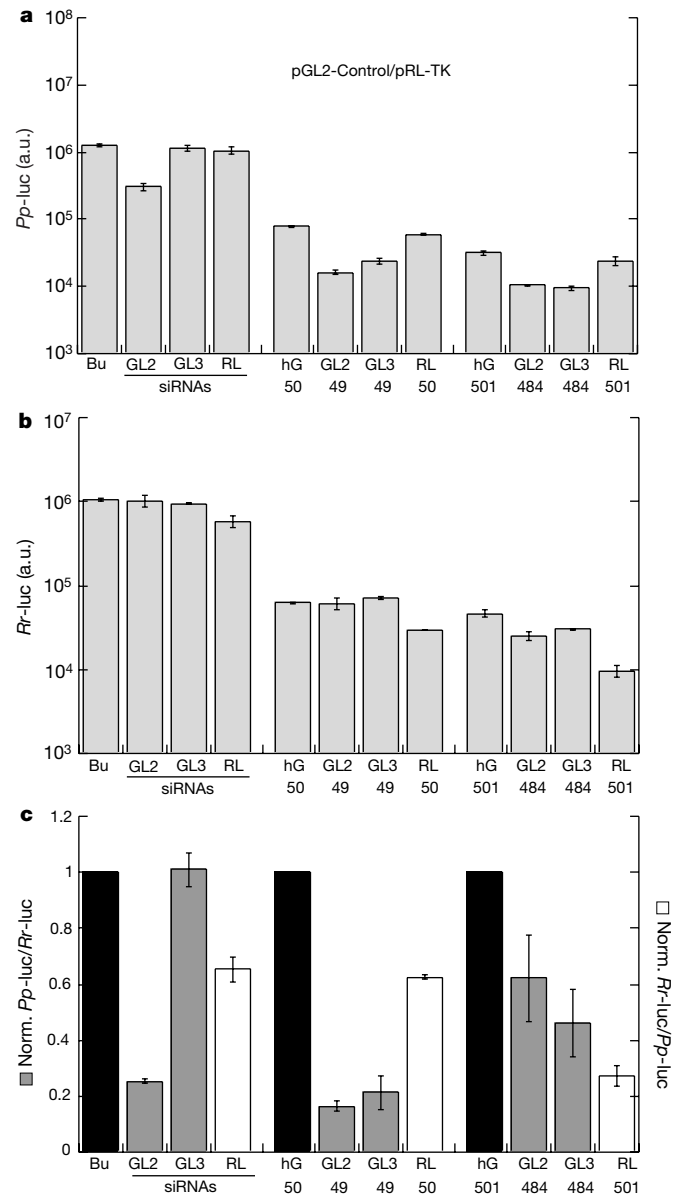 a
10⁸
pGL2-Control/pRL-TK
10⁷
10⁶
10⁵
10⁴
10³
Pp-luc (a.u.)
Bu GL2 GL3 RL hG GL2 GL3 RL hG GL2 GL3 RL
siRNAs 50 49 49 50 501 484 484 501
b
10⁷
10⁶
10⁵
10⁴
10³
Rr-luc (a.u.)
Bu GL2 GL3 RL hG GL2 GL3 RL hG GL2 GL3 RL
siRNAs 50 49 49 50 501 484 484 501
c
1.2
1
0.8
0.6
0.4
0.2
0
Norm. Pp-luc/Rr-luc
Norm. Rr-luc/Pp-luc
Bu GL2 GL3 RL hG GL2 GL3 RL hG GL2 GL3 RL
siRNAs 50 49 49 50 501 484 484 501